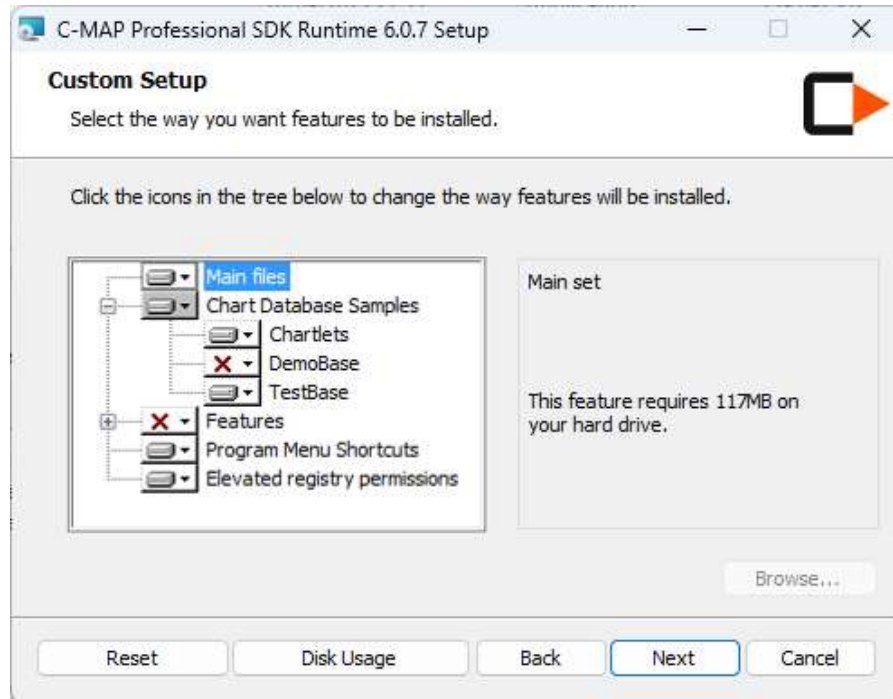 C-MAP Professional SDK Runtime 6.0.7 Setup
Custom Setup
Select the way you want features to be installed.
Click the icons in the tree below to change the way features will be installed.
Main files
Chart Database Samples
Chartlets
DemoBase
TestBase
Features
Program Menu Shortcuts
Elevated registry permissions
Main set
This feature requires 117MB on
your hard drive.
Browse...
Reset
Disk Usage
Back
Next
Cancel